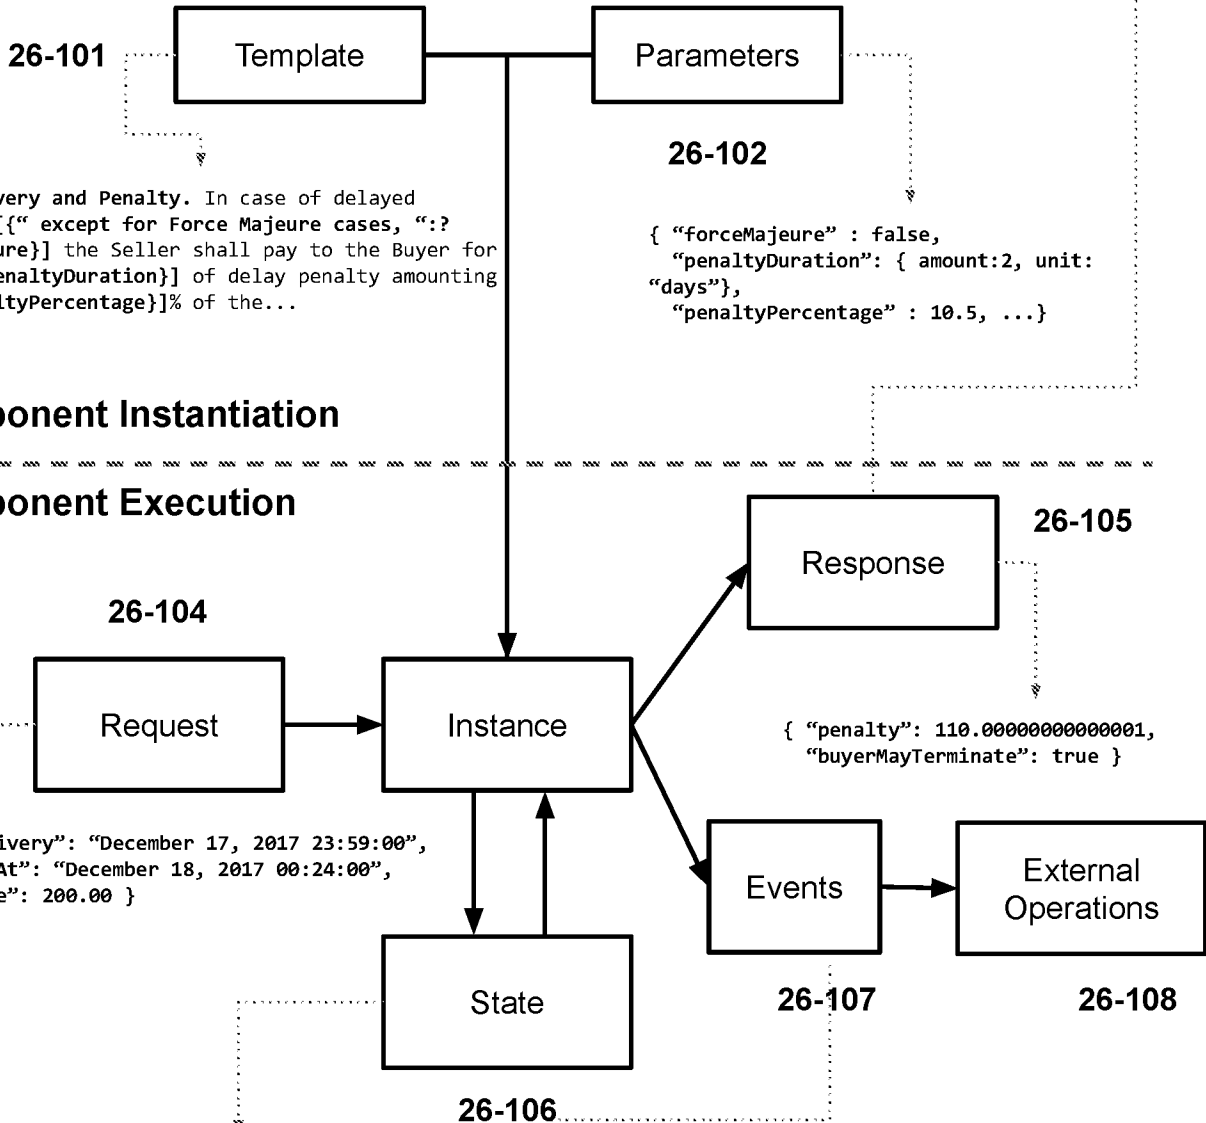 26-101
Template
Parameters
26-102
very and Penalty. In case of delayed
[{“ except for Force Majeure cases, “:?
ure}] the Seller shall pay to the Buyer for
enaltyDuration}] of delay penalty amounting
ltyPercentage}]% of the...
{ “forceMajeure” : false,
“penaltyDuration”: { amount:2, unit:
“days”},
“penaltyPercentage” : 10.5, ...}
ponent Instantiation
ponent Execution
26-105
Response
26-104
Request
Instance
{ “penalty”: 110.00000000000001,
“buyerMayTerminate”: true }
ivery”: “December 17, 2017 23:59:00”,
At”: “December 18, 2017 00:24:00”,
e”: 200.00 }
Events
External
Operations
State
26-107
26-108
26-106